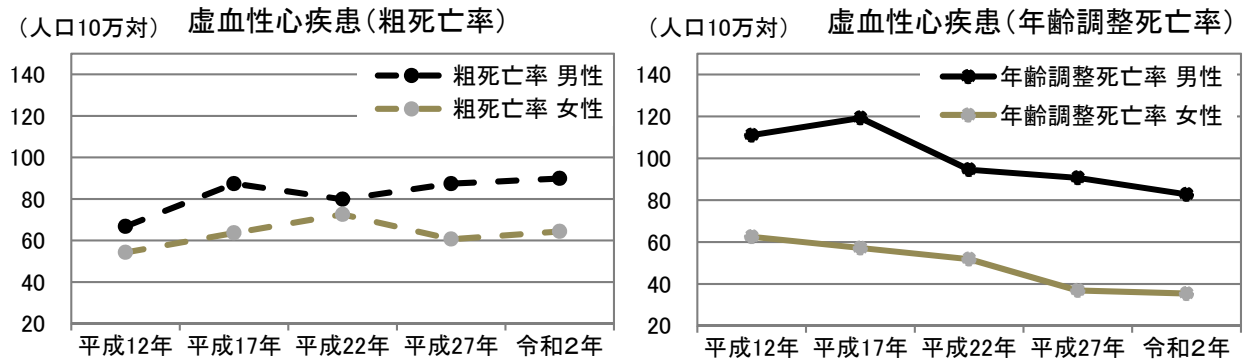 （人口10万対） 虚血性心疾患（粗死亡率）
140
120
100
80
60
40
20
粗死亡率 男性
粗死亡率 女性
平成12年 平成17年 平成22年 平成27年 令和２年
（人口10万対） 虚血性心疾患（年齢調整死亡率）
140
120
100
80
60
40
20
年齢調整死亡率 男性
年齢調整死亡率 女性
平成12年 平成17年 平成22年 平成27年 令和２年